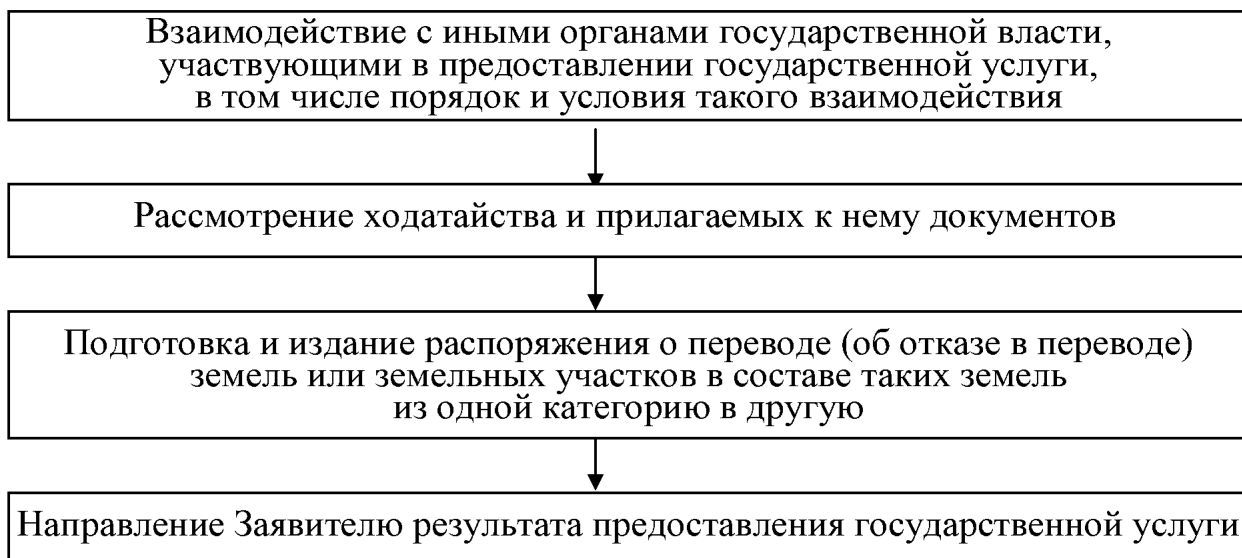 Взаимодействие с иными органами государственной власти,
участвующими в предоставлении государственной услуги,
в том числе порядок и условия такого взаимодействия
Рассмотрение ходатайства и прилагаемых к нему документов
Подготовка и издание распоряжения о переводе (об отказе в переводе)
земель или земельных участков в составе таких земель
из одной категорию в другую
Направление Заявителю результата предоставления государственной услуги